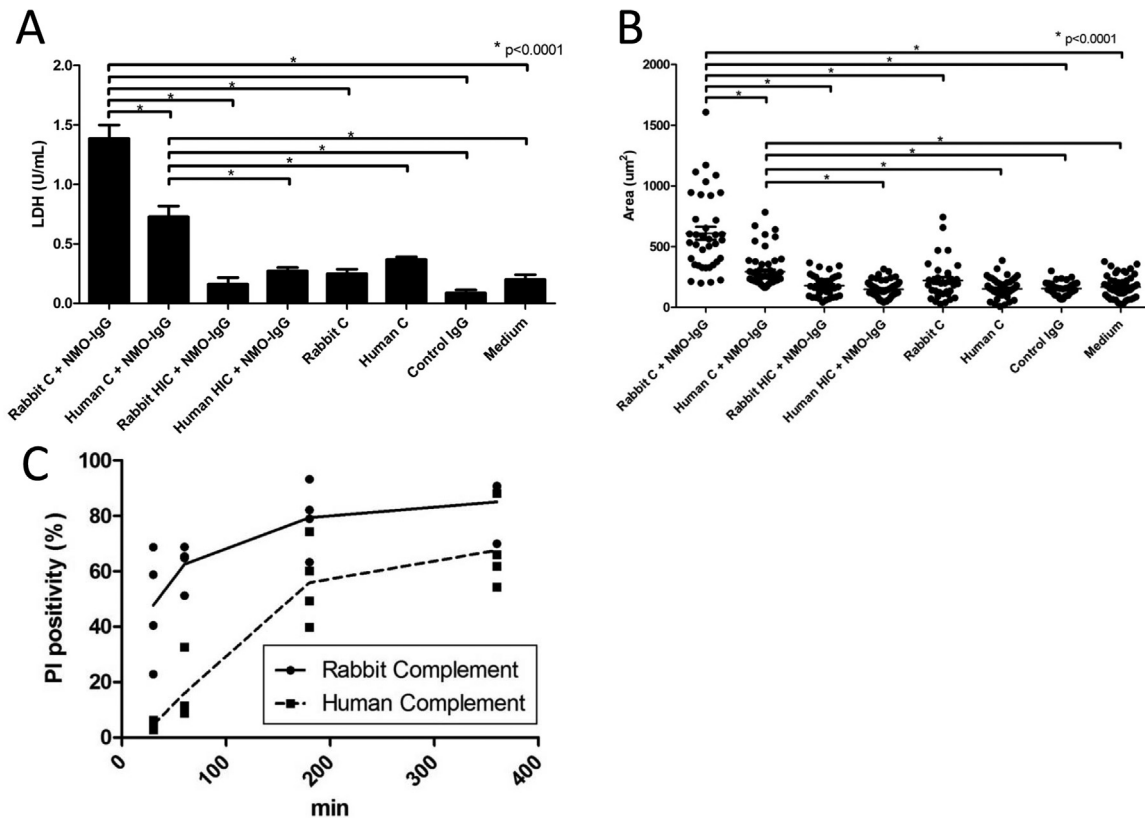 A
* p<0.0001
LDH (U/mL)
2.0
1.5
1.0
0.5
0.0
*
*
*
*
*
*
*
*
*
Rabbit C + NMO-IgG
Human C + NMO-IgG
Rabbit HIC + NMO-IgG
Human HIC + NMO-IgG
Rabbit C
Human C
Control IgG
Medium
B
* p<0.0001
Area (um²)
2000
1500
1000
500
0
*
*
*
*
*
*
*
*
*
Rabbit C + NMO-IgG
Human C + NMO-IgG
Rabbit HIC + NMO-IgG
Human HIC + NMO-IgG
Rabbit C
Human C
Control IgG
Medium
C
PI positivity (%)
100
80
60
40
20
0
Rabbit Complement
Human Complement
0
100
200
300
400
min